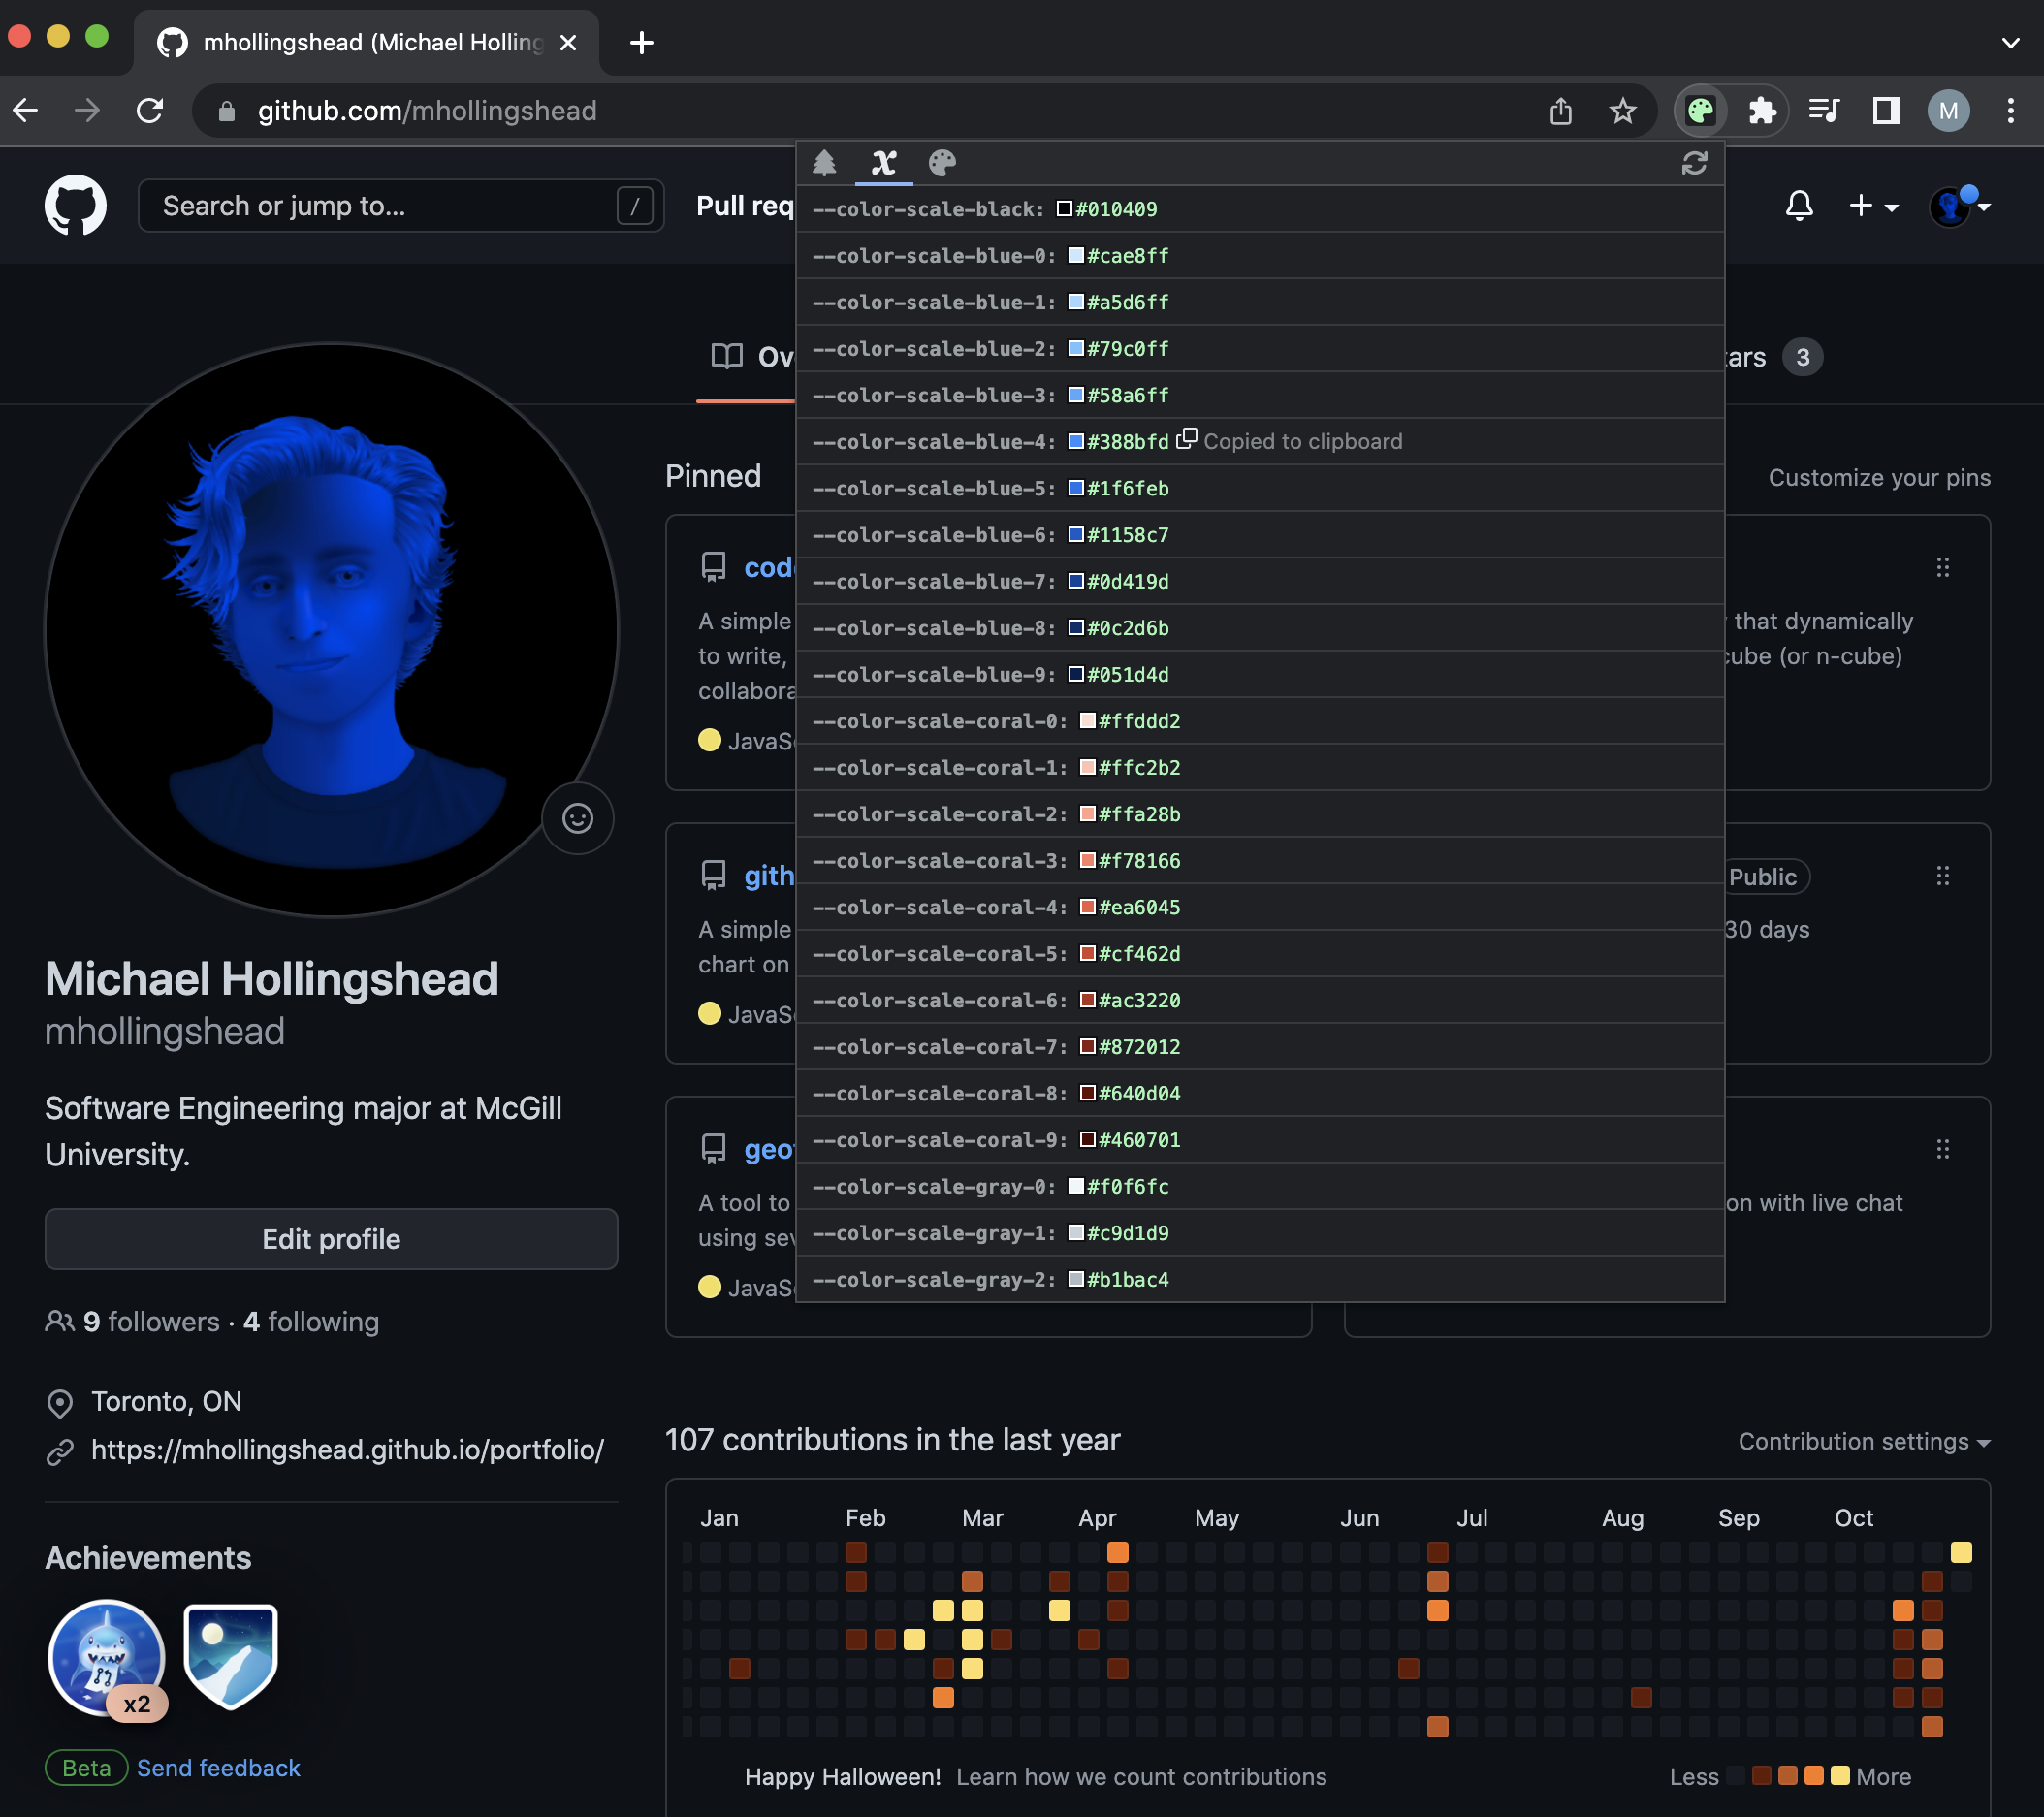 mhollingshead (Michael Holling
github.com/mhollingshead
M
Search or jump to...
/
Pull req
--color-scale-black: #010409
--color-scale-blue-0: #cae8ff
--color-scale-blue-1: #a5d6ff
--color-scale-blue-2: #79c0ff
--color-scale-blue-3: #58a6ff
--color-scale-blue-4: #388bfd Copied to clipboard
--color-scale-blue-5: #1f6feb
--color-scale-blue-6: #1158c7
--color-scale-blue-7: #0d419d
--color-scale-blue-8: #0c2d6b
--color-scale-blue-9: #051d4d
--color-scale-coral-0: #ffddd2
--color-scale-coral-1: #ffc2b2
--color-scale-coral-2: #ffa28b
--color-scale-coral-3: #f78166
--color-scale-coral-4: #ea6045
--color-scale-coral-5: #cf462d
--color-scale-coral-6: #ac3220
--color-scale-coral-7: #872012
--color-scale-coral-8: #640d04
--color-scale-coral-9: #460701
--color-scale-gray-0: #f0f6fc
--color-scale-gray-1: #c9d1d9
--color-scale-gray-2: #b1bac4
Ov
ars 3
Michael Hollingshead
mhollingshead
Software Engineering major at McGill
University.
Edit profile
9 followers · 4 following
Toronto, ON
https://mhollingshead.github.io/portfolio/
Achievements
x2
Beta Send feedback
Pinned
Customize your pins
cod
A simple
to write,
collabora
JavaSc
that dynamically
cube (or n-cube)
gith
A simple
chart on
JavaSc
Public
30 days
geo
A tool to
using sev
JavaSc
on with live chat
107 contributions in the last year
Contribution settings
Jan Feb Mar Apr May Jun Jul Aug Sep Oct
Happy Halloween! Learn how we count contributions
Less More